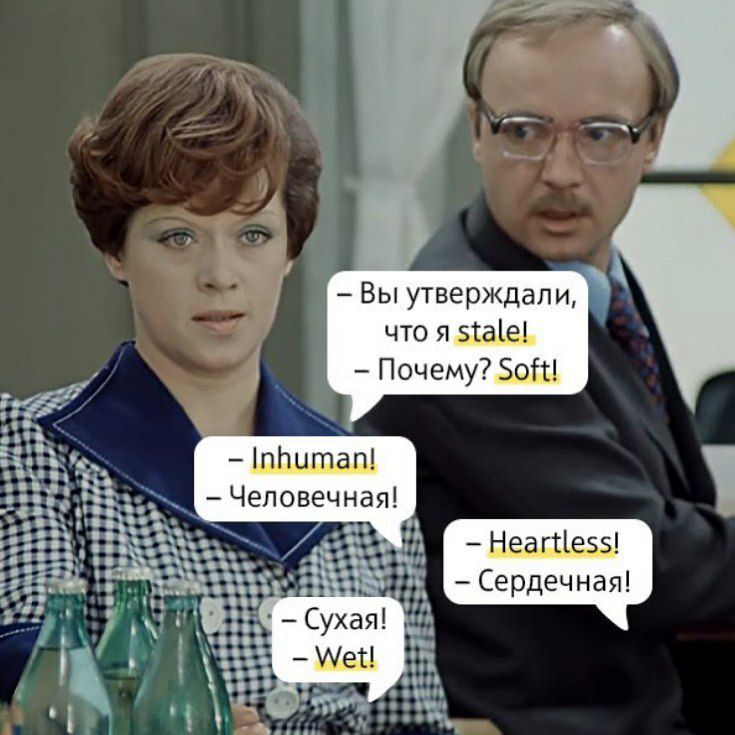 – Вы утверждали,
что я stale!
– Почему? Soft!
– Inhuman!
– Человечная!
– Heartless!
– Сердечная!
– Сухая!
– Wet!